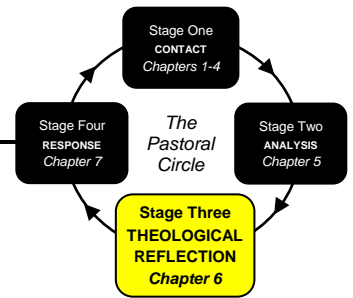 Stage One
CONTACT
Chapters 1-4
Stage Four
RESPONSE
Chapter 7
The
Pastoral
Circle
Stage Two
ANALYSIS
Chapter 5
Stage Three
THEOLOGICAL
REFLECTION
Chapter 6